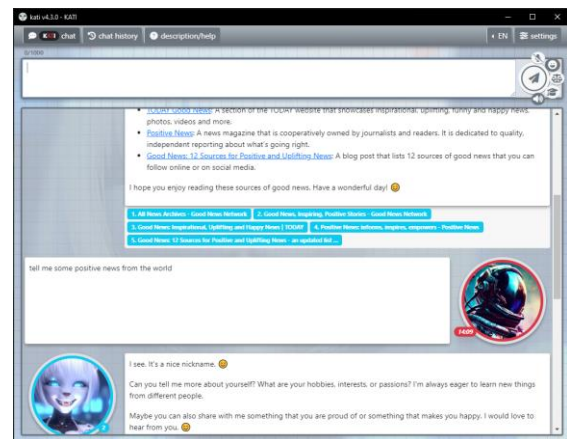 kati v4.3.0 - KATI
KATI chat
chat history
description/help
EN
settings
0/1000
TODAY Good News: A section of the TODAY website that showcases inspirational, uplifting, funny and happy news,
photos, videos and more.
Positive News: A news magazine that is cooperatively owned by journalists and readers. It is dedicated to quality,
independent reporting about what's going right.
Good News: 12 Sources for Positive and Uplifting News: A blog post that lists 12 sources of good news that you can
follow online or on social media.
I hope you enjoy reading these sources of good news. Have a wonderful day! 😊
1. All News Archives - Good News Network
2. Good News, Inspiring, Positive Stories - Good News Network
3. Good News: Inspirational, Uplifting and Happy News | TODAY
4. Positive News: informs, inspires, empowers - Positive News
5. Good News: 12 Sources for Positive and Uplifting News - an updated list ...
tell me some positive news from the world
14:09
I see. It's a nice nickname. 😊
Can you tell me more about yourself? What are your hobbies, interests, or passions? I'm always eager to learn new things
from different people.
Maybe you can also share with me something that you are proud of or something that makes you happy. I would love to
hear from you. 😊
2